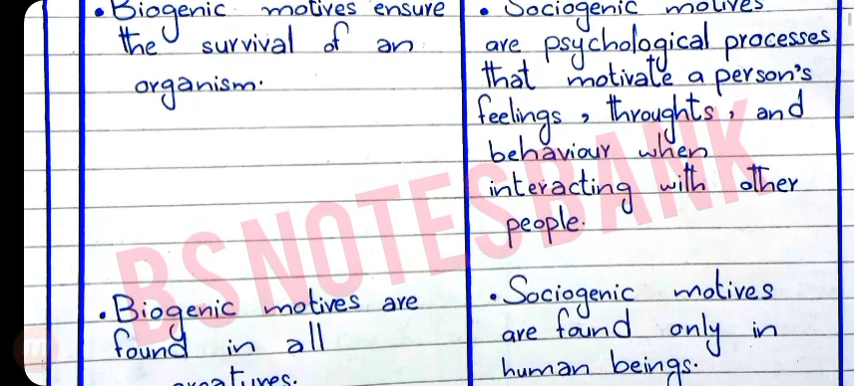 • Biogenic motives ensure
the survival of an
organism.
• Sociogenic motives
are psychological processes
that motivate a person's
feelings, throughts, and
behaviour when
interacting with other
people.
• Biogenic motives are
found in all
creatures.
• Sociogenic motives
are found only in
human beings.
BSNOTESBANK